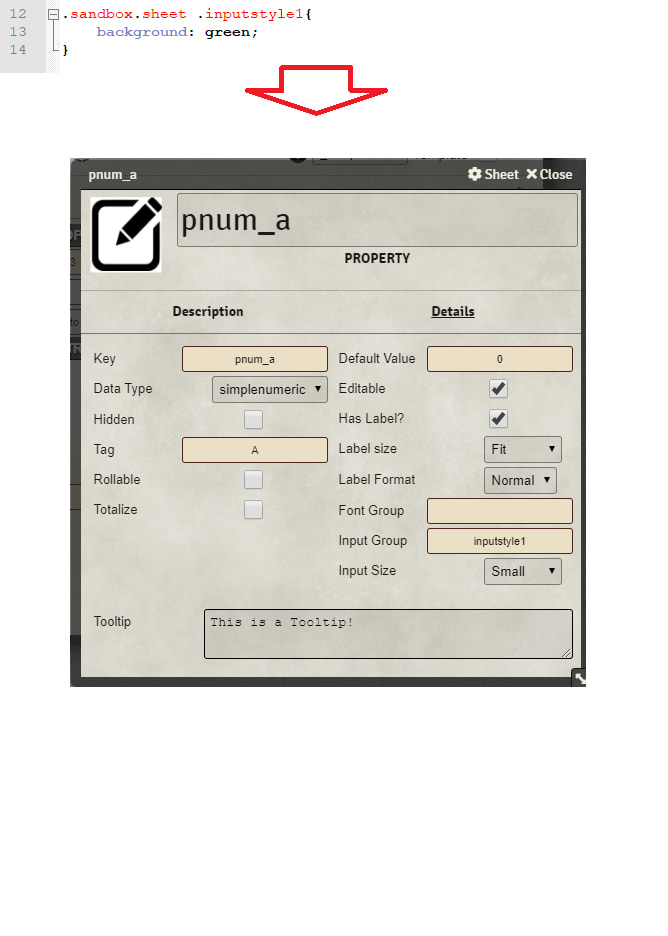 12 .sandbox.sheet .inputstyle1{
13 background: green;
14 }
pnum_a Sheet Close
pnum_a
PROPERTY
Description Details
Key pnum_a Default Value 0
Data Type simplenumeric Editable
Hidden Has Label?
Tag A Label size Fit
Rollable Label Format Normal
Totalize Font Group
Input Group inputstyle1
Input Size Small
Tooltip This is a Tooltip!